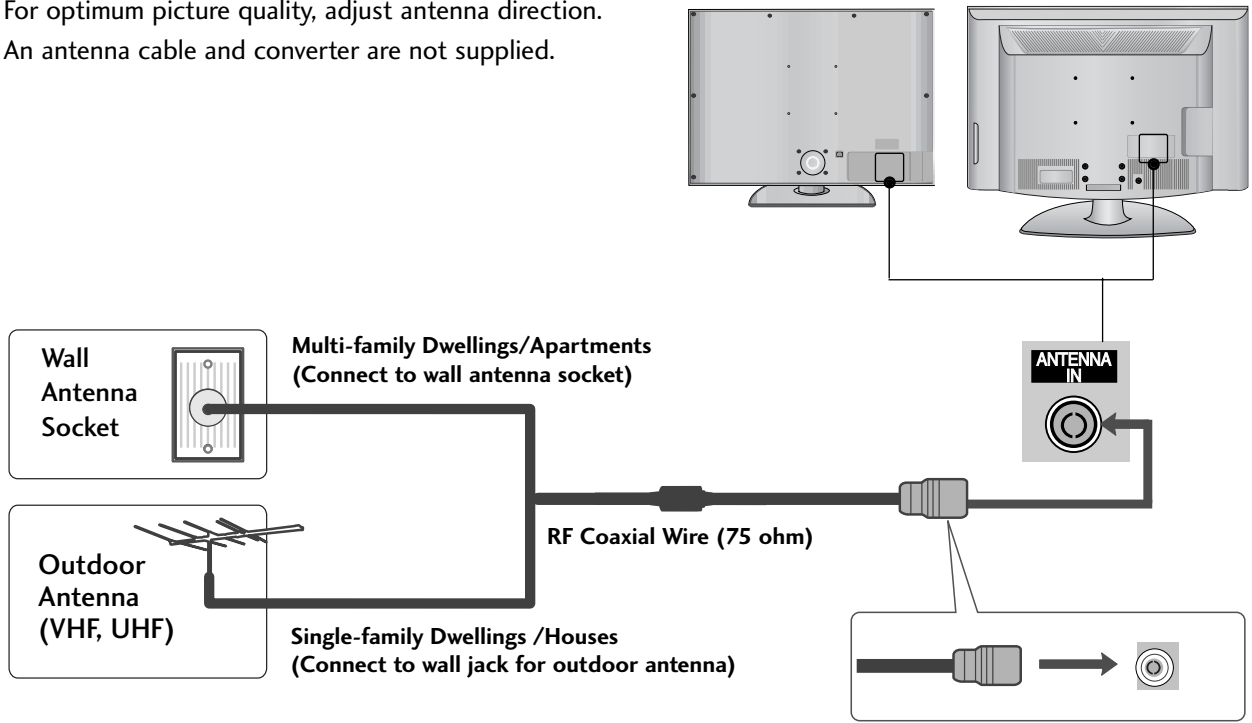 For optimum picture quality, adjust antenna direction.
An antenna cable and converter are not supplied.
Wall
Antenna
Socket
Multi-family Dwellings/Apartments
(Connect to wall antenna socket)
ANTENNA
IN
RF Coaxial Wire (75 ohm)
Outdoor
Antenna
(VHF, UHF)
Single-family Dwellings /Houses
(Connect to wall jack for outdoor antenna)